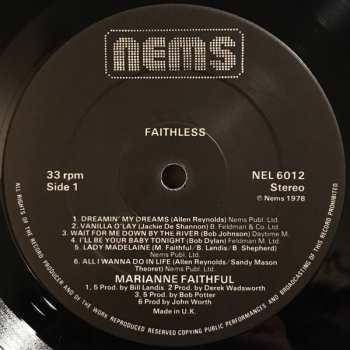 NEMS
FAITHLESS
33 rpm
Side 1
NEL 6012
Stereo
℗ Nems 1978
1. DREAMIN' MY DREAMS (Allen Reynolds) Nems Publ. Ltd.
2. VANILLA O'LAY (Jackie De Shannon) B. Feldman & Co. Ltd.
3. WAIT FOR ME DOWN BY THE RIVER (Bob Johnson) Daytime M.
4. I'LL BE YOUR BABY TONIGHT (Bob Dylan) Feldman M. Ltd.
5. LADY MADELAINE (M. Faithful/B. Landis/B. Shepherd)
Nems Publ. Ltd.
6. ALL I WANNA DO IN LIFE (Allen Reynolds/Sandy Mason
Theoret) Nems Publ. Ltd.
MARIANNE FAITHFUL
1, 5 Prod. by Bill Landis 2 Prod. by Derek Wadsworth
3, 5 Prod. by Bob Potter
6 Prod by John Worth
Made in U.K.
ALL RIGHTS OF THE RECORD PRODUCER AND OF THE OWNER OF THE RECORDED WORK RESERVED UNAUTHORISED COPYING PUBLIC PERFORMANCES AND BROADCASTING OF THIS RECORD PROHIBITED